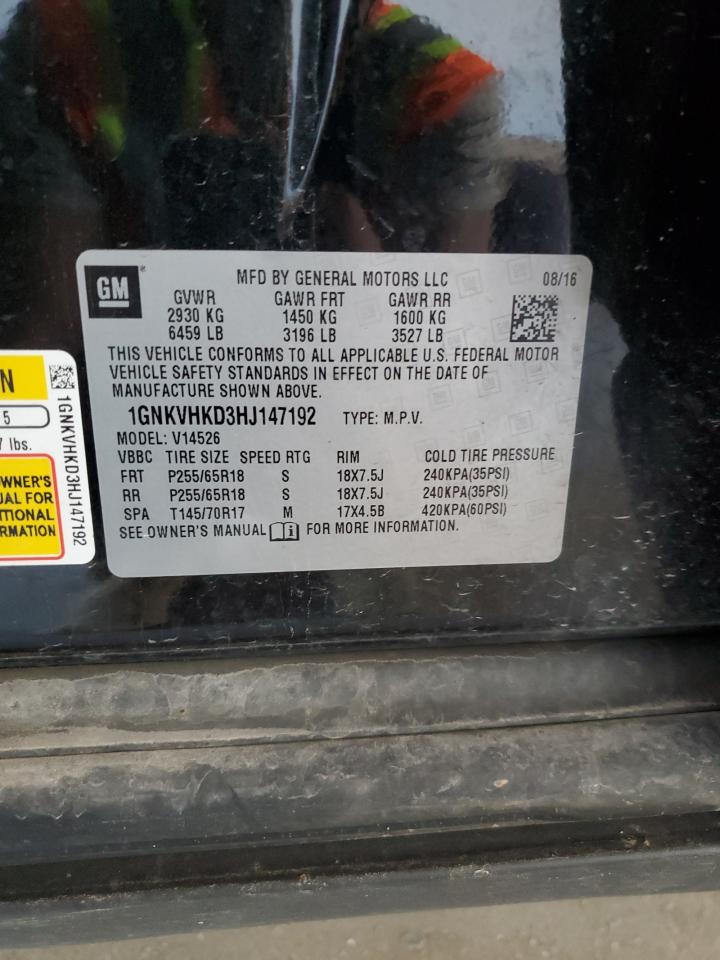 GM
MFD BY GENERAL MOTORS LLC 08/16
GVWR GAWR FRT GAWR RR
2930 KG 1450 KG 1600 KG
6459 LB 3196 LB 3527 LB
THIS VEHICLE CONFORMS TO ALL APPLICABLE U.S. FEDERAL MOTOR
VEHICLE SAFETY STANDARDS IN EFFECT ON THE DATE OF
MANUFACTURE SHOWN ABOVE.
1GNKVHKD3HJ147192 TYPE: M.P.V.
MODEL: V14526
VBBC TIRE SIZE SPEED RTG RIM COLD TIRE PRESSURE
FRT P255/65R18 S 18X7.5J 240KPA(35PSI)
RR P255/65R18 S 18X7.5J 240KPA(35PSI)
SPA T145/70R17 M 17X4.5B 420KPA(60PSI)
SEE OWNER'S MANUAL i FOR MORE INFORMATION.
N
5
lbs.
OWNER'S
FOR
1GNKVHKD3HJ147192